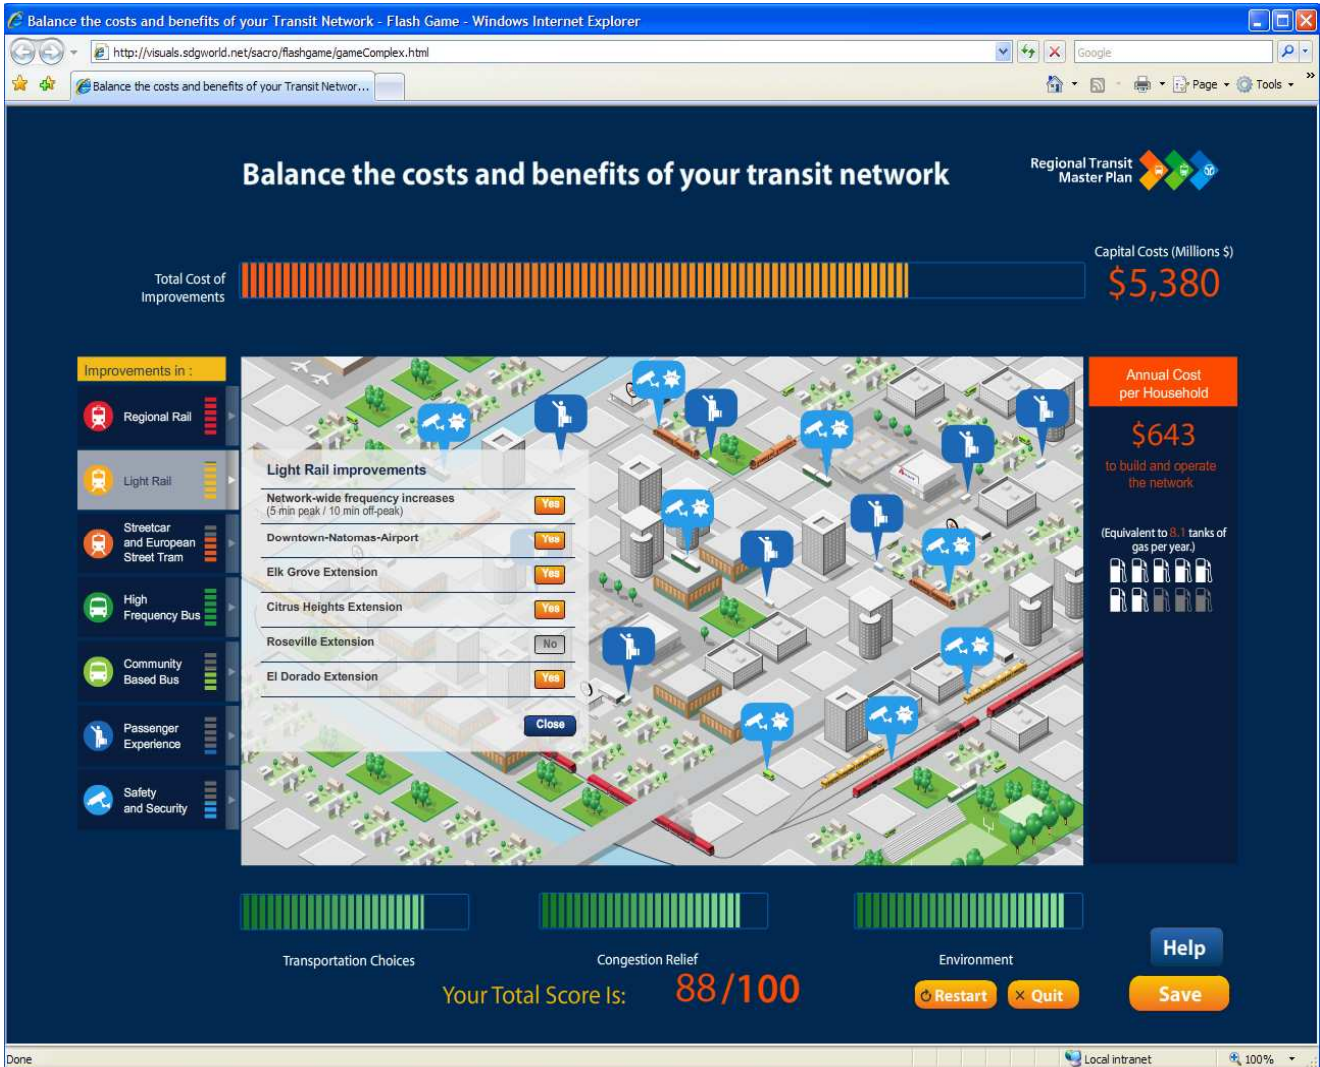 Balance the costs and benefits of your Transit Network - Flash Game - Windows Internet Explorer
http://visuals.sdgworld.net/sacro/flashgame/gameComplex.html
Google
Balance the costs and benefits of your Transit Networ...
Page
Tools
»
Balance the costs and benefits of your transit network
Regional Transit
Master Plan
Total Cost of
Improvements
Capital Costs (Millions $)
$5,380
Improvements in :
Regional Rail
Light Rail
Streetcar
and European
Street Tram
High
Frequency Bus
Community
Based Bus
Passenger
Experience
Safety
and Security
Light Rail improvements
Network-wide frequency increases
(5 min peak / 10 min off-peak)
Yes
Downtown-Natomas-Airport
Yes
Elk Grove Extension
Yes
Citrus Heights Extension
Yes
Roseville Extension
No
El Dorado Extension
Yes
Close
Annual Cost
per Household
$643
to build and operate
the network
(Equivalent to 8.1 tanks of
gas per year.)
Transportation Choices
Congestion Relief
Environment
Your Total Score Is: 88/100
Restart
Quit
Help
Save
Done
Local intranet
100%